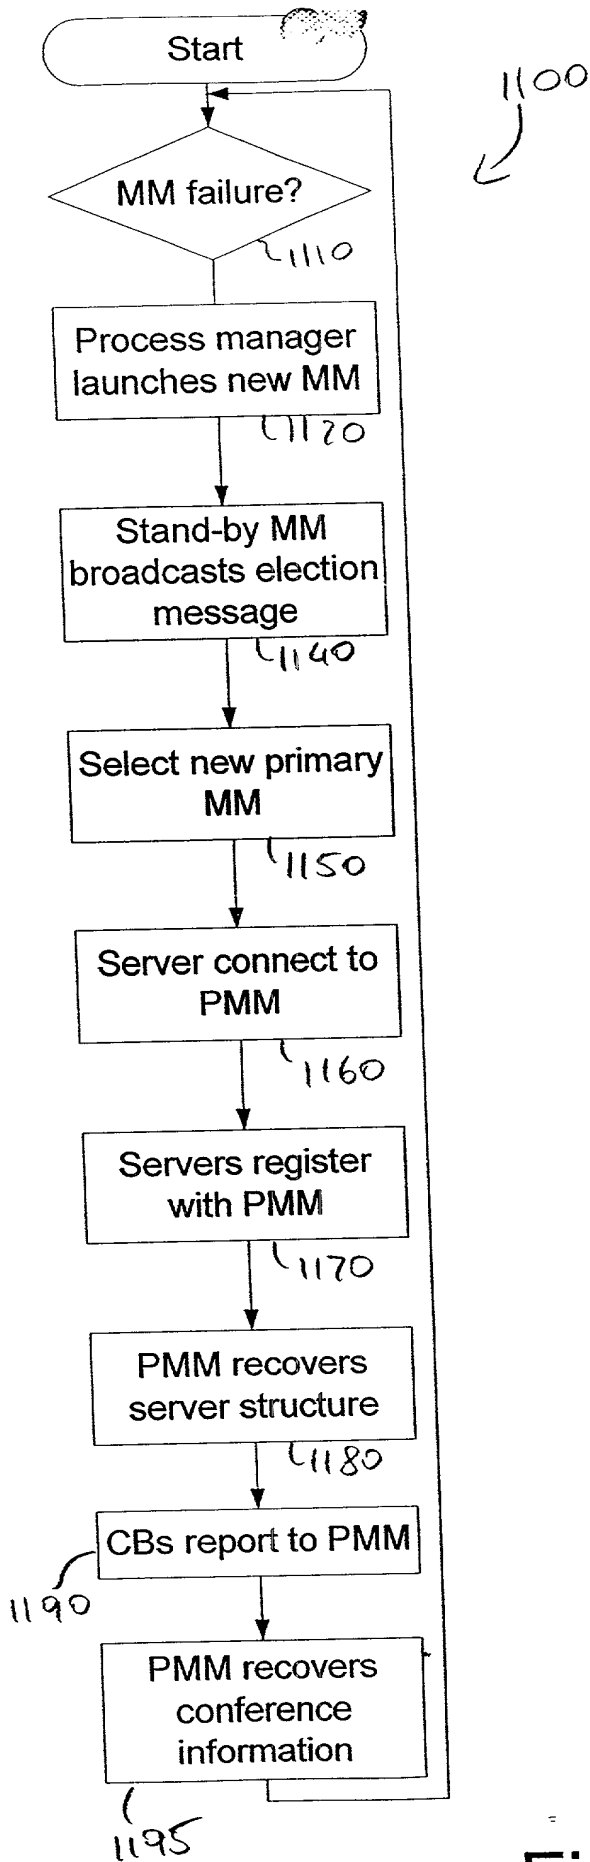 Start
1100
MM failure?
1110
Process manager
launches new MM
1120
Stand-by MM
broadcasts election
message
1140
Select new primary
MM
1150
Server connect to
PMM
1160
Servers register
with PMM
1170
PMM recovers
server structure
1180
CBs report to PMM
1190
PMM recovers
conference
information
1195